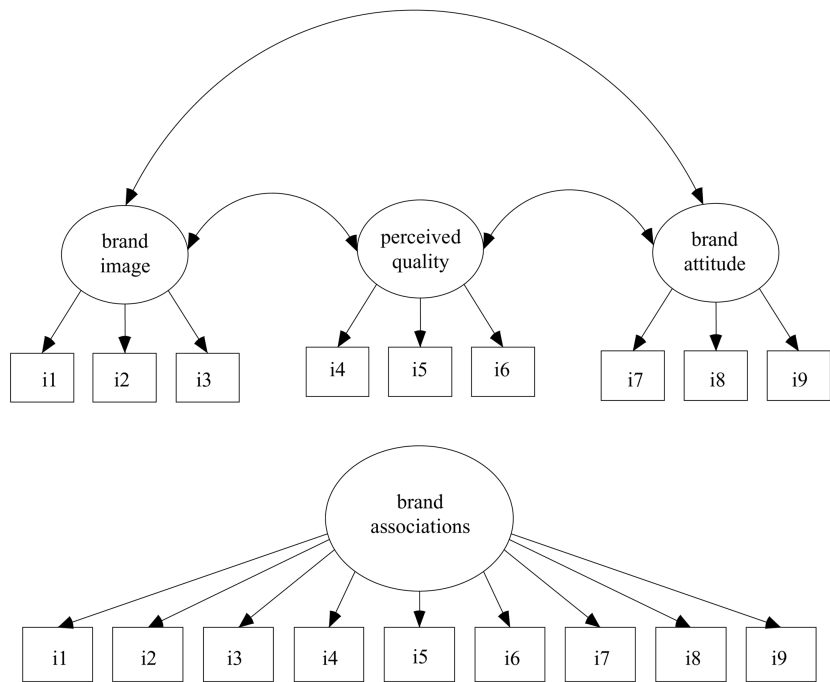 brand
image
perceived
quality
brand
attitude
i1 i2 i3 i4 i5 i6 i7 i8 i9
brand
associations
i1 i2 i3 i4 i5 i6 i7 i8 i9